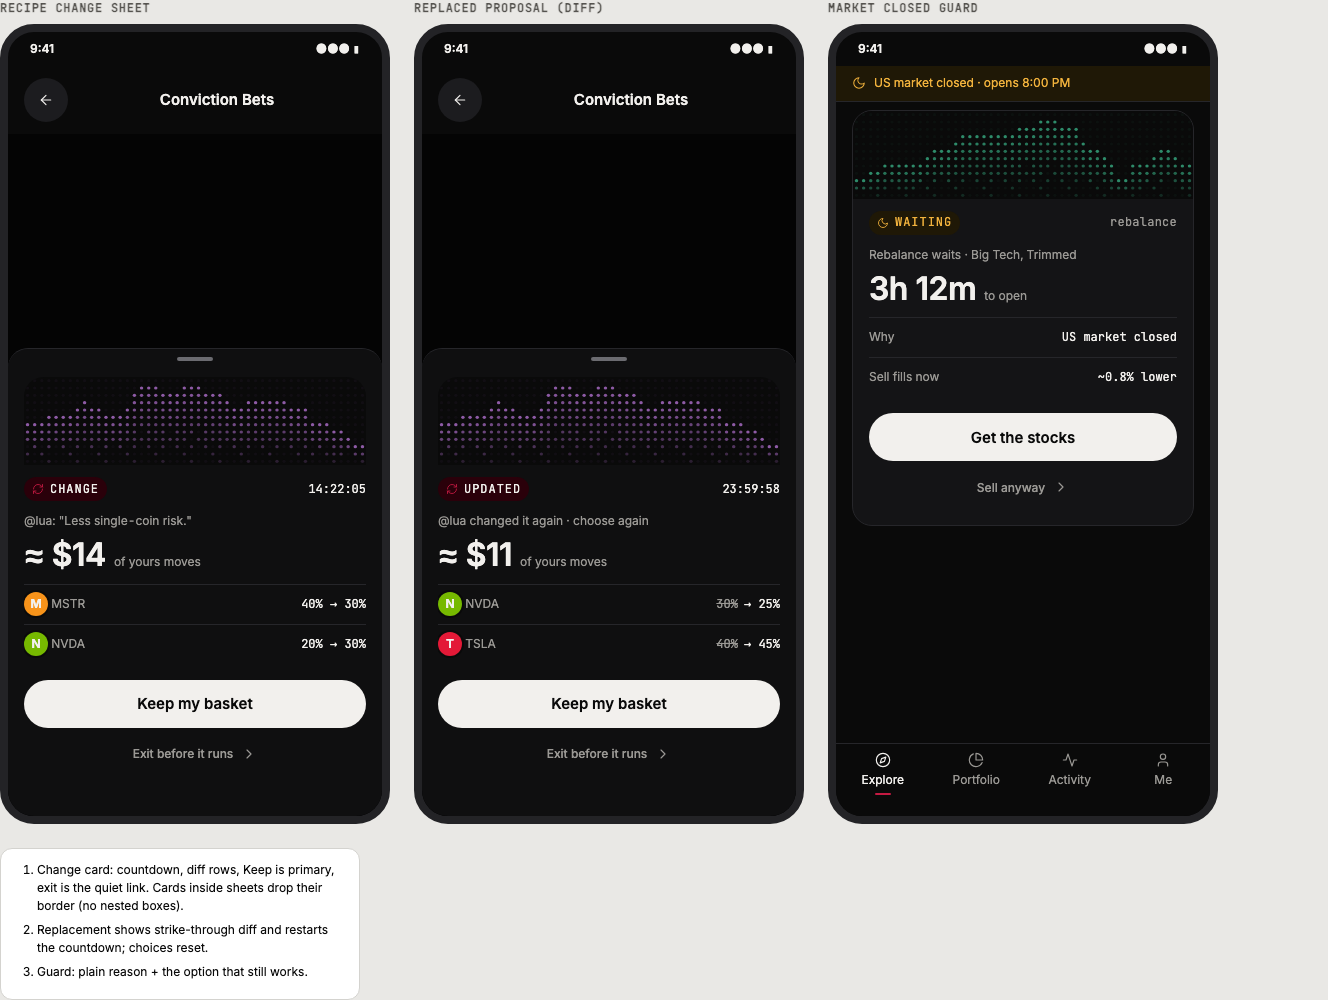 RECIPE CHANGE SHEET
9:41
Conviction Bets
CHANGE
14:22:05
@lua: "Less single-coin risk."
≈ $14 of yours moves
M MSTR 40% → 30%
N NVDA 20% → 30%
Keep my basket
Exit before it runs
REPLACED PROPOSAL (DIFF)
9:41
Conviction Bets
UPDATED
23:59:58
@lua changed it again · choose again
≈ $11 of yours moves
N NVDA 30% → 25%
T TSLA 40% → 45%
Keep my basket
Exit before it runs
MARKET CLOSED GUARD
9:41
US market closed · opens 8:00 PM
WAITING
rebalance
Rebalance waits · Big Tech, Trimmed
3h 12m to open
Why US market closed
Sell fills now ~0.8% lower
Get the stocks
Sell anyway
Explore Portfolio Activity Me
1. Change card: countdown, diff rows, Keep is primary,
exit is the quiet link. Cards inside sheets drop their
border (no nested boxes).
2. Replacement shows strike-through diff and restarts
the countdown; choices reset.
3. Guard: plain reason + the option that still works.